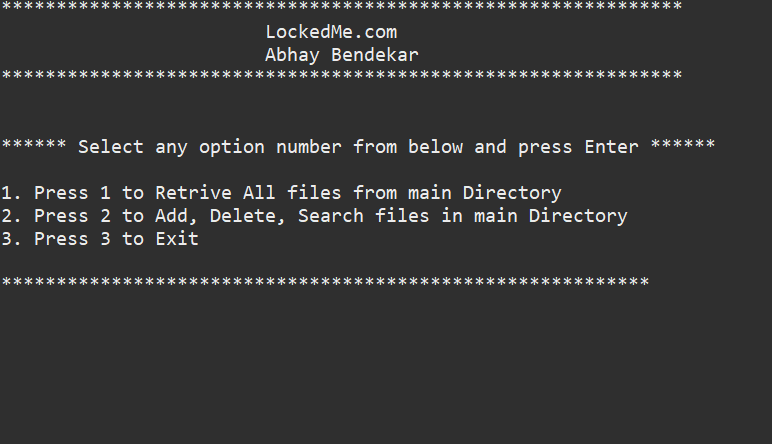 **************************************************************
LockedMe.com
Abhay Bendekar
**************************************************************
****** Select any option number from below and press Enter ******
1. Press 1 to Retrive All files from main Directory
2. Press 2 to Add, Delete, Search files in main Directory
3. Press 3 to Exit
***********************************************************